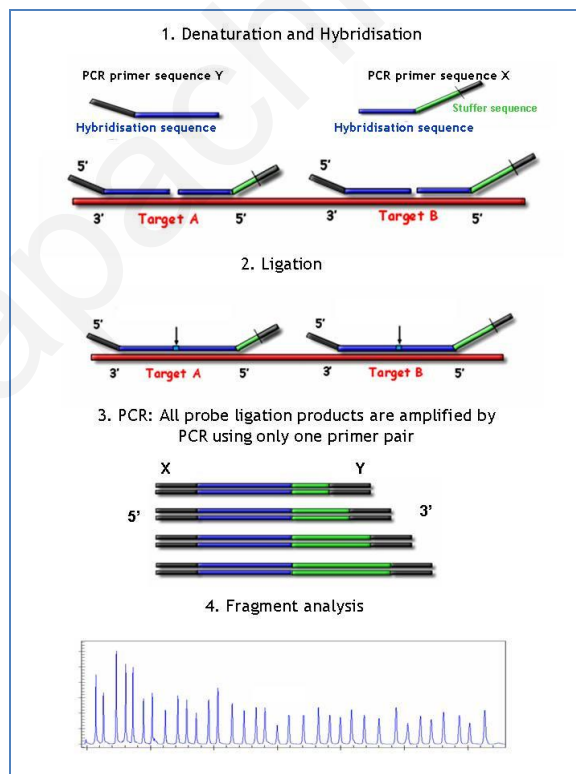 1. Denaturation and Hybridisation
PCR primer sequence Y
PCR primer sequence X
Stuffer sequence
Hybridisation sequence
Hybridisation sequence
5'
3'
Target A
5'
3'
Target B
5'
2. Ligation
5'
5'
3'
Target A
5'
3'
Target B
5'
3. PCR: All probe ligation products are amplified by
PCR using only one primer pair
X
Y
5'
3'
4. Fragment analysis